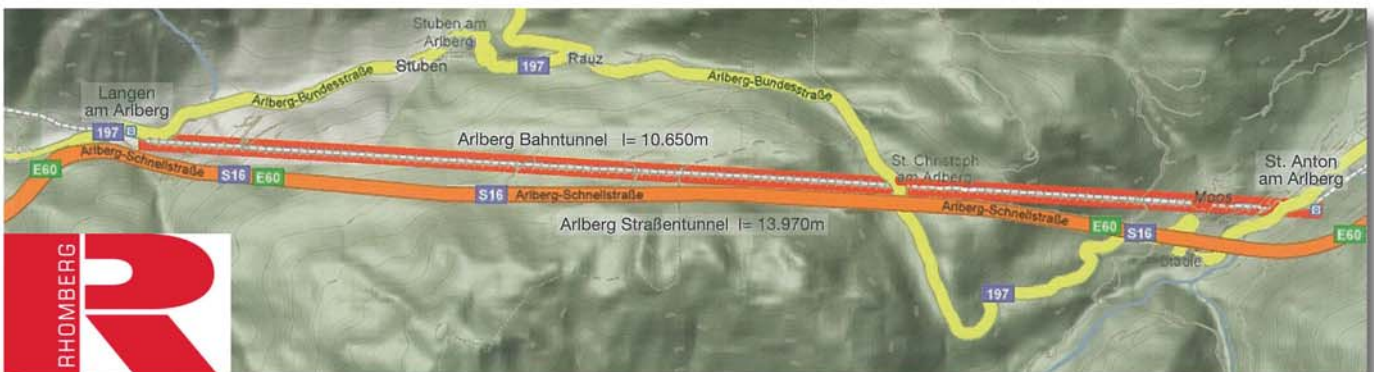 Stuben am
Arlberg
197
Rauz
Stuben
Arlberg-Bundesstraße
Arlberg-Bundesstraße
Langen
am Arlberg
197
B
Arlberg Bahntunnel l= 10.650m
St. Christoph
am Arlberg
St. Anton
am Arlberg
Moos
B
E60
Arlberg-Schnellstraße
S16
E60
S16
Arlberg-Schnellstraße
Arlberg-Schnellstraße
E60
S16
E60
Arlberg Straßentunnel l= 13.970m
Stadle
197
RHOMBERG
R